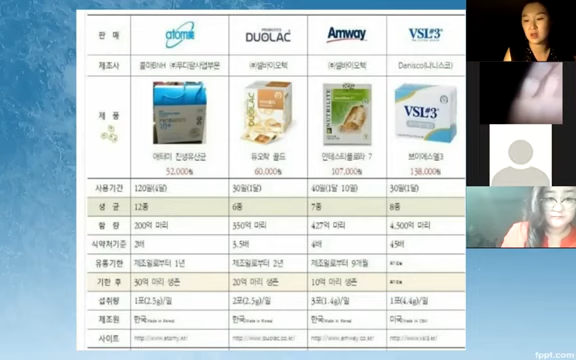 판 매 atom美 DUOLAC Amway VSL#3
제조사 콜마BNH ㈜쎌바이오텍 ㈜쎌바이오텍 Danisco(다니스코)
제 품
애터미 친생유산균 듀오락 골드 인테스티플로라 7 브이에스엘3
52,000원 60,000원 107,000원 138,000원
사용기간 120일(4달) 30일(1달) 40일(1달 10일) 30일(1달)
생 균 12종 6종 7종 8종
함 량 200억 마리 350억 마리 427억 마리 4,500억 마리
식약처기준 2배 3.5배 4배 45배
유통기한 제조일로부터 1년 제조일로부터 2년 제조일로부터 9개월
기한 후 30억 마리 생존 20억 마리 생존 10억 마리 생존
섭취량 1포(2.5g)/일 2포(2.5g)/일 3포(1.4g)/일 1포(4.4g)/일
제조원 한국 한국 한국 미국
사이트 http://www.atomy.kr/ http://www.duolac.co.kr/ http://www.amway.co.kr/ http://www.vsl3.kr/
fppt.com